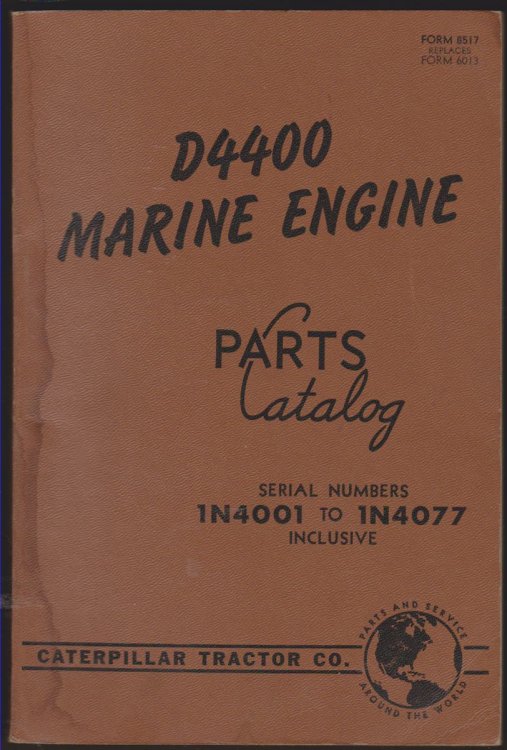 FORM 8517
REPLACES
FORM 6013
D4400
MARINE ENGINE
PARTS
Catalog
SERIAL NUMBERS
1N4001 TO 1N4077
INCLUSIVE
CATERPILLAR TRACTOR CO.
PARTS AND SERVICE
AROUND THE WORLD